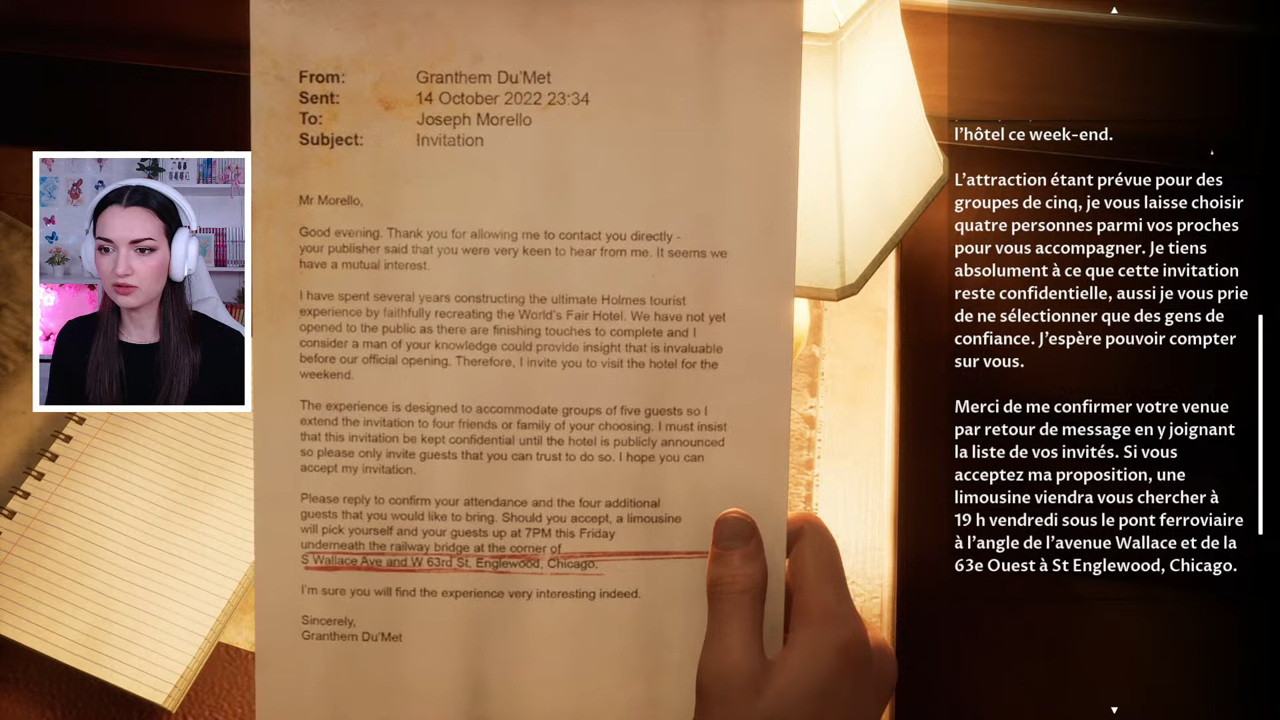 From: Granthem Du'Met
Sent: 14 October 2022 23:34
To: Joseph Morello
Subject: Invitation
Mr Morello,
Good evening. Thank you for allowing me to contact you directly -
your publisher said that you were very keen to hear from me. It seems we
have a mutual interest.
I have spent several years constructing the ultimate Holmes tourist
experience by faithfully recreating the World's Fair Hotel. We have not yet
opened to the public as there are finishing touches to complete and I
consider a man of your knowledge could provide insight that is invaluable
before our official opening. Therefore, I invite you to visit the hotel for the
weekend.
The experience is designed to accommodate groups of five guests so I
extend the invitation to four friends or family of your choosing. I must insist
that this invitation be kept confidential until the hotel is publicly announced
so please only invite guests that you can trust to do so. I hope you can
accept my invitation.
Please reply to confirm your attendance and the four additional
guests that you would like to bring. Should you accept, a limousine
will pick yourself and your guests up at 7PM this Friday
underneath the railway bridge at the corner of
S Wallace Ave and W 63rd St, Englewood, Chicago.
I'm sure you will find the experience very interesting indeed.
Sincerely,
Granthem Du'Met
l'hôtel ce week-end.
L'attraction étant prévue pour des
groupes de cinq, je vous laisse choisir
quatre personnes parmi vos proches
pour vous accompagner. Je tiens
absolument à ce que cette invitation
reste confidentielle, aussi je vous prie
de ne sélectionner que des gens de
confiance. J'espère pouvoir compter
sur vous.
Merci de me confirmer votre venue
par retour de message en y joignant
la liste de vos invités. Si vous
acceptez ma proposition, une
limousine viendra vous chercher à
19 h vendredi sous le pont ferroviaire
à l'angle de l'avenue Wallace et de la
63e Ouest à St Englewood, Chicago.